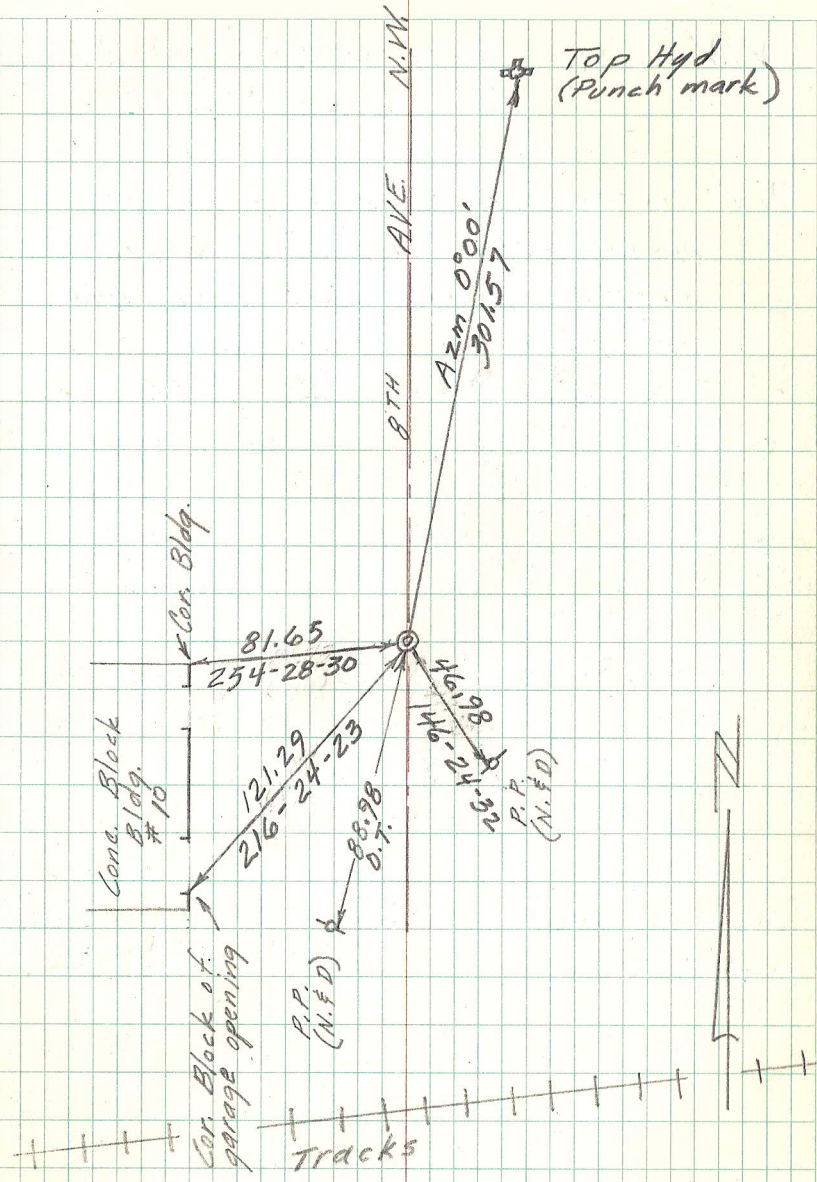 Top Hyd
(Punch mark)
8TH AVE. N.W.
Azm 0°00'
301.57
Cor. Bldg.
81.65
254-28-30
46.98
146-24-23
P.P.
(N.&D)
121.29
216-24-23
88.98
O.T.
P.P.
(N.&D)
Conc. Block
Bldg.
#10
Cor. Block of
garage opening
Tracks
N